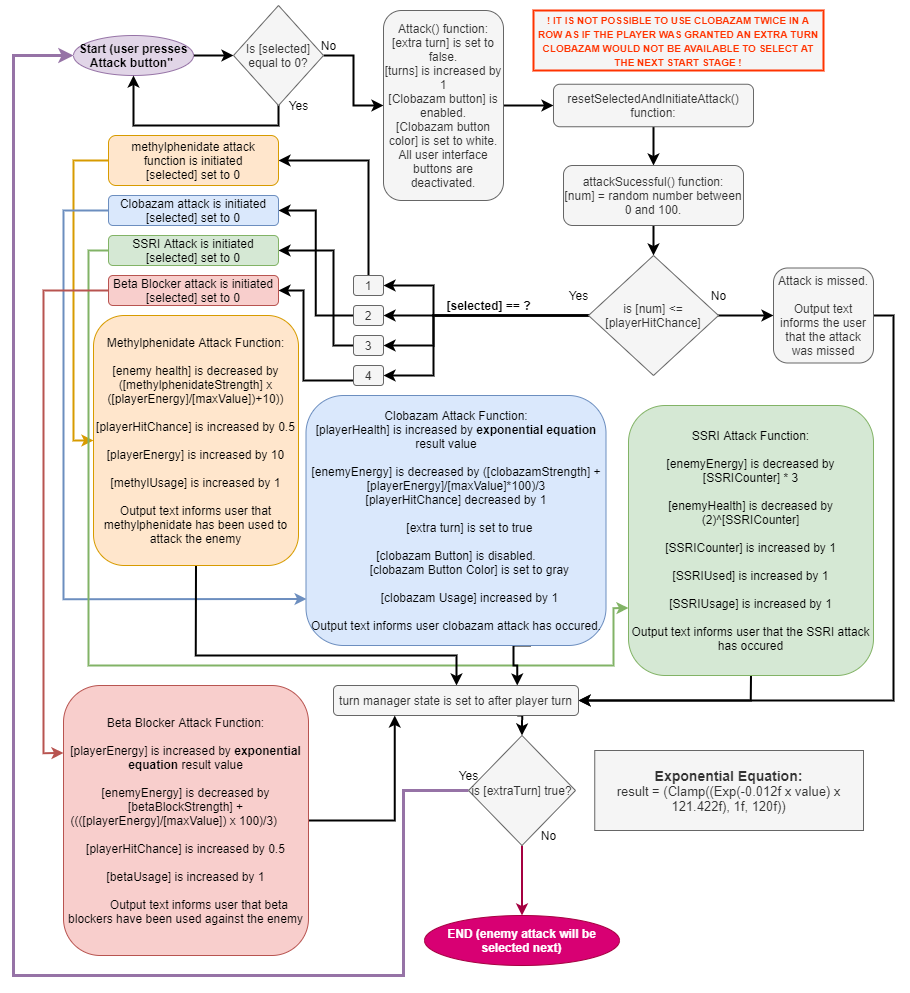 Start (user presses
Attack button"
Is [selected]
equal to 0?
No
Yes
Attack() function:
[extra turn] is set to
false.
[turns] is increased by
1
[Clobazam button] is
enabled.
[Clobazam button
color] is set to white.
All user interface
buttons are
deactivated.
! IT IS NOT POSSIBLE TO USE CLOBAZAM TWICE IN A
ROW AS IF THE PLAYER WAS GRANTED AN EXTRA TURN
CLOBAZAM WOULD NOT BE AVAILABLE TO SELECT AT
THE NEXT START STAGE !
resetSelectedAndInitiateAttack()
function:
attackSucessful() function:
[num] = random number between
0 and 100.
is [num] <=
[playerHitChance]
Yes
No
Attack is missed.
Output text
informs the user
that the attack
was missed
[selected] == ?
1
2
3
4
methylphenidate attack
function is initiated
[selected] set to 0
Clobazam attack is initiated
[selected] set to 0
SSRI Attack is initiated
[selected] set to 0
Beta Blocker attack is initiated
[selected] set to 0
Methylphenidate Attack Function:
[enemy health] is decreased by
([methylphenidateStrength] x
([playerEnergy]/[maxValue])+10))
[playerHitChance] is increased by 0.5
[playerEnergy] is increased by 10
[methylUsage] is increased by 1
Output text informs user that
methylphenidate has been used to
attack the enemy
Clobazam Attack Function:
[playerHealth] is increased by exponential equation
result value
[enemyEnergy] is decreased by ([clobazamStrength] +
[playerEnergy]/[maxValue]*100)/3
[playerHitChance] decreased by 1
[extra turn] is set to true
[clobazam Button] is disabled.
[clobazam Button Color] is set to gray
[clobazam Usage] increased by 1
Output text informs user clobazam attack has occured.
SSRI Attack Function:
[enemyEnergy] is decreased by
[SSRICounter] * 3
[enemyHealth] is decreased by
(2)^[SSRICounter]
[SSRICounter] is increased by 1
[SSRIUsed] is increased by 1
[SSRIUsage] is increased by 1
Output text informs user that the SSRI attack
has occured
turn manager state is set to after player turn
Beta Blocker Attack Function:
[playerEnergy] is increased by exponential
equation result value
[enemyEnergy] is decreased by
[betaBlockStrength] +
((([playerEnergy]/[maxValue]) x 100)/3)
[playerHitChance] is increased by 0.5
[betaUsage] is increased by 1
Output text informs user that beta
blockers have been used against the enemy
is [extraTurn] true?
Yes
No
Exponential Equation:
result = (Clamp((Exp(-0.012f x value) x
121.422f), 1f, 120f))
END (enemy attack will be
selected next)